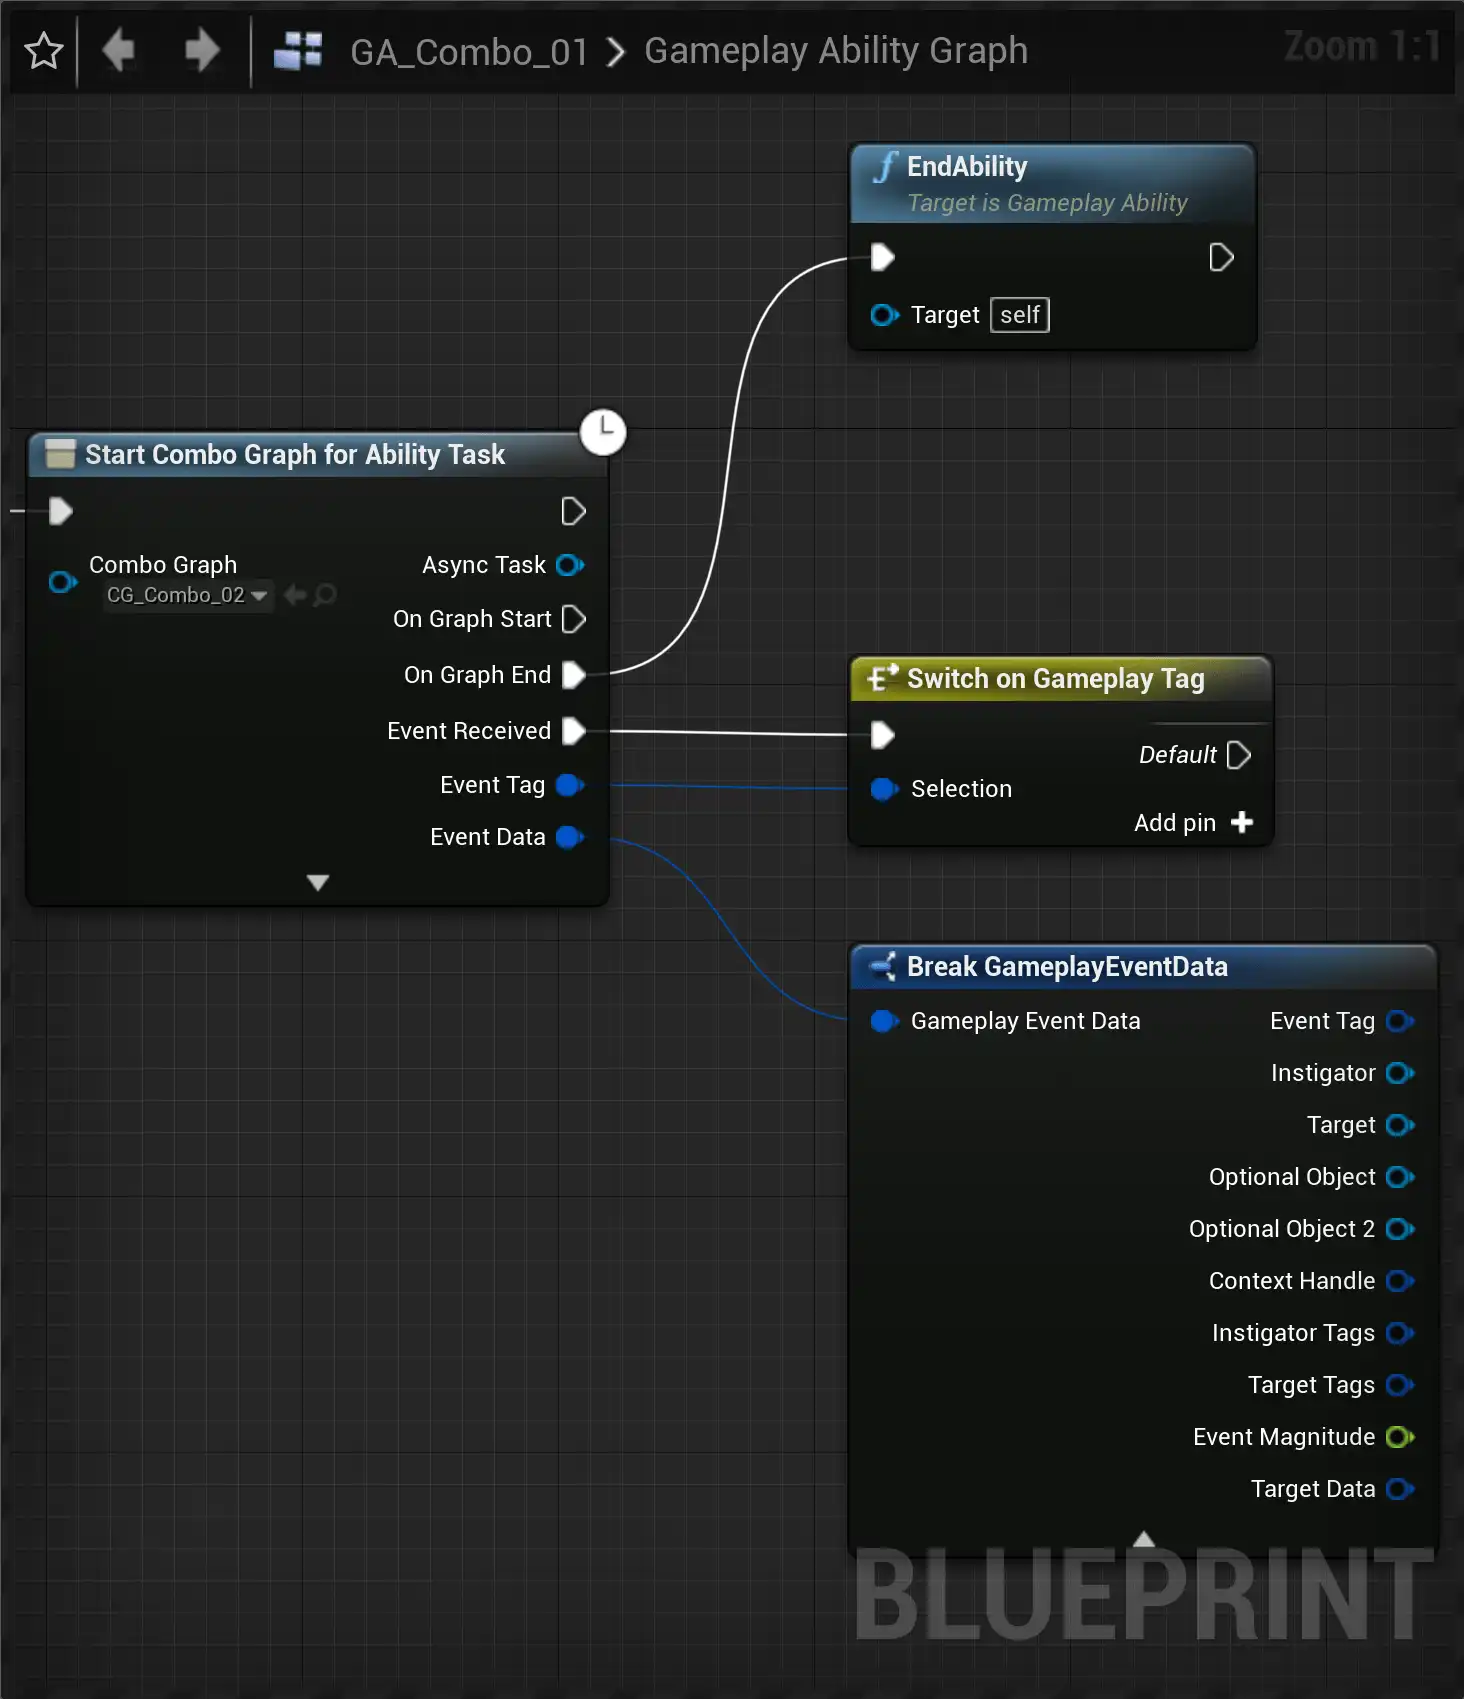 GA_Combo_01 > Gameplay Ability Graph
Zoom 1:1
EndAbility
Target is Gameplay Ability
Target self
Start Combo Graph for Ability Task
Combo Graph
CG_Combo_02
Async Task
On Graph Start
On Graph End
Event Received
Event Tag
Event Data
Switch on Gameplay Tag
Default
Selection
Add pin
Break GameplayEventData
Gameplay Event Data
Event Tag
Instigator
Target
Optional Object
Optional Object 2
Context Handle
Instigator Tags
Target Tags
Event Magnitude
Target Data
BLUEPRINT